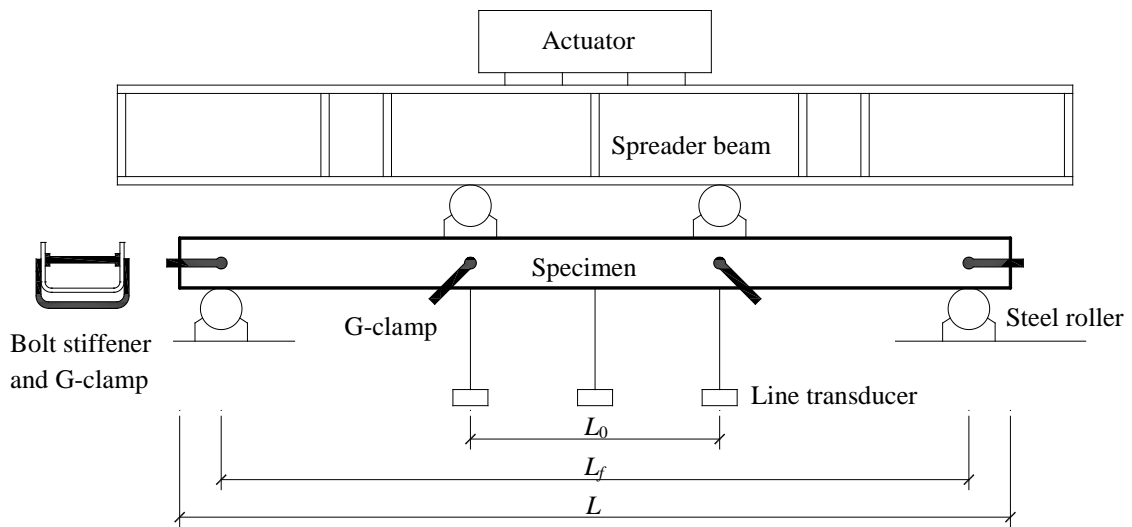 Actuator
Spreader beam
Specimen
G-clamp
Steel roller
Bolt stiffener
and G-clamp
Line transducer
L0
Lf
L